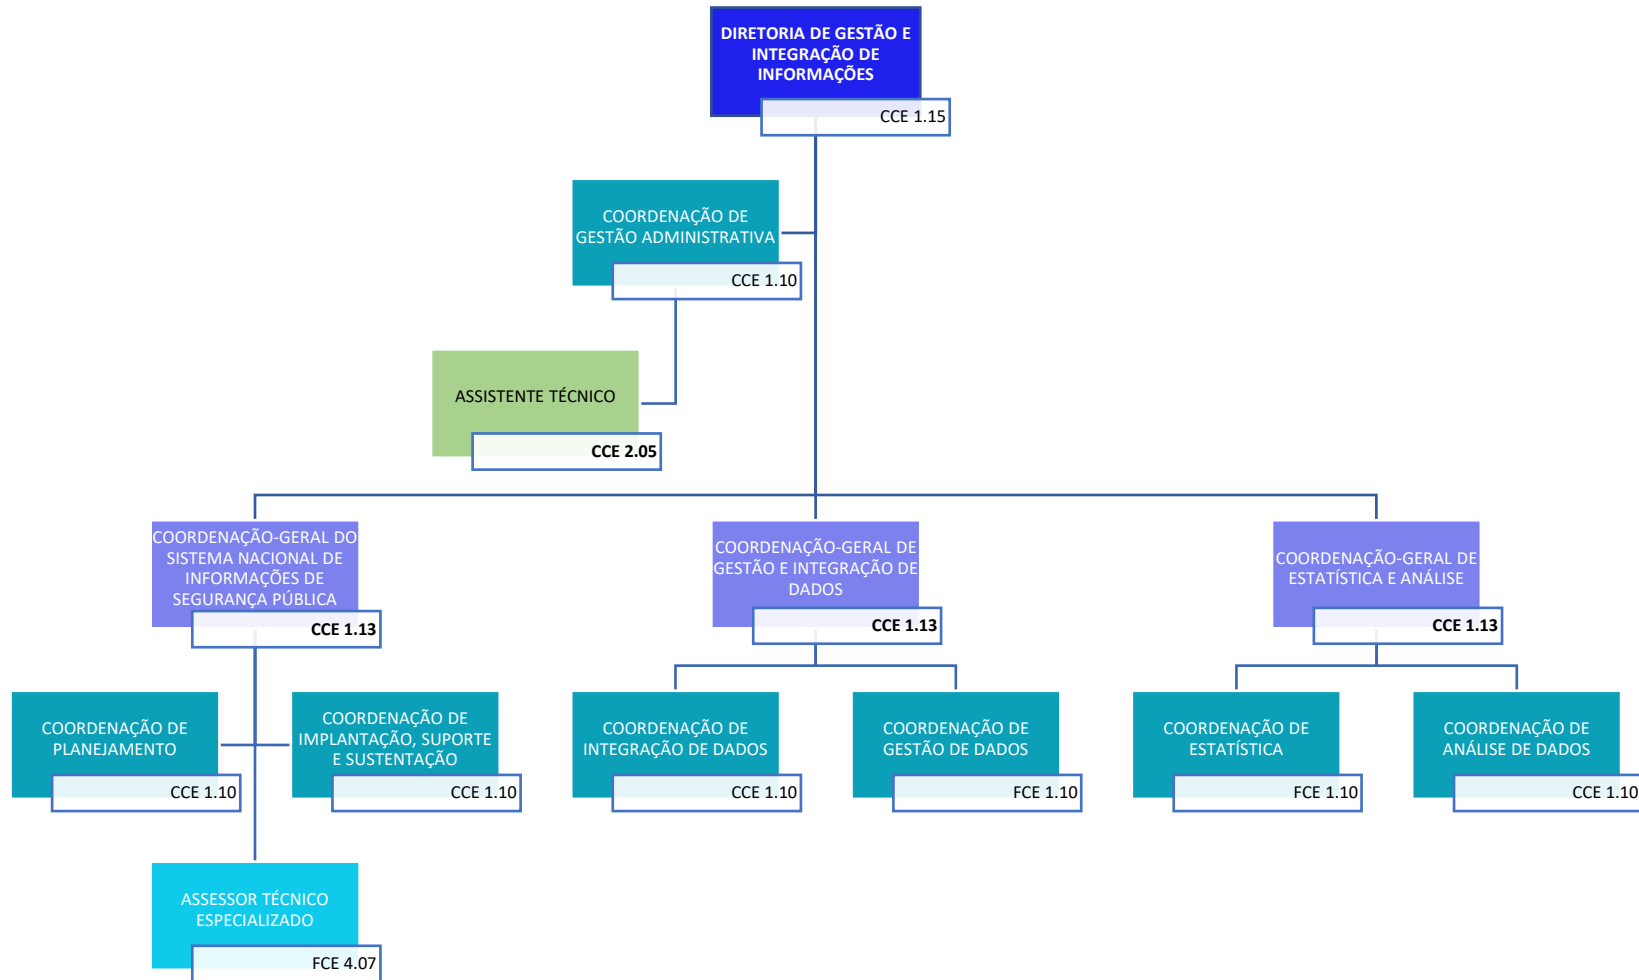 DIRETORIA DE GESTÃO E
INTEGRAÇÃO DE
INFORMAÇÕES
CCE 1.15
COORDENAÇÃO DE
GESTÃO ADMINISTRATIVA
CCE 1.10
ASSISTENTE TÉCNICO
CCE 2.05
COORDENAÇÃO-GERAL DO
SISTEMA NACIONAL DE
INFORMAÇÕES DE
SEGURANÇA PÚBLICA
CCE 1.13
COORDENAÇÃO-GERAL DE
GESTÃO E INTEGRAÇÃO DE
DADOS
CCE 1.13
COORDENAÇÃO-GERAL DE
ESTATÍSTICA E ANÁLISE
CCE 1.13
COORDENAÇÃO DE
PLANEJAMENTO
CCE 1.10
COORDENAÇÃO DE
IMPLANTAÇÃO, SUPORTE
E SUSTENTAÇÃO
CCE 1.10
COORDENAÇÃO DE
INTEGRAÇÃO DE DADOS
CCE 1.10
COORDENAÇÃO DE
GESTÃO DE DADOS
FCE 1.10
COORDENAÇÃO DE
ESTATÍSTICA
FCE 1.10
COORDENAÇÃO DE
ANÁLISE DE DADOS
CCE 1.10
ASSESSOR TÉCNICO
ESPECIALIZADO
FCE 4.07